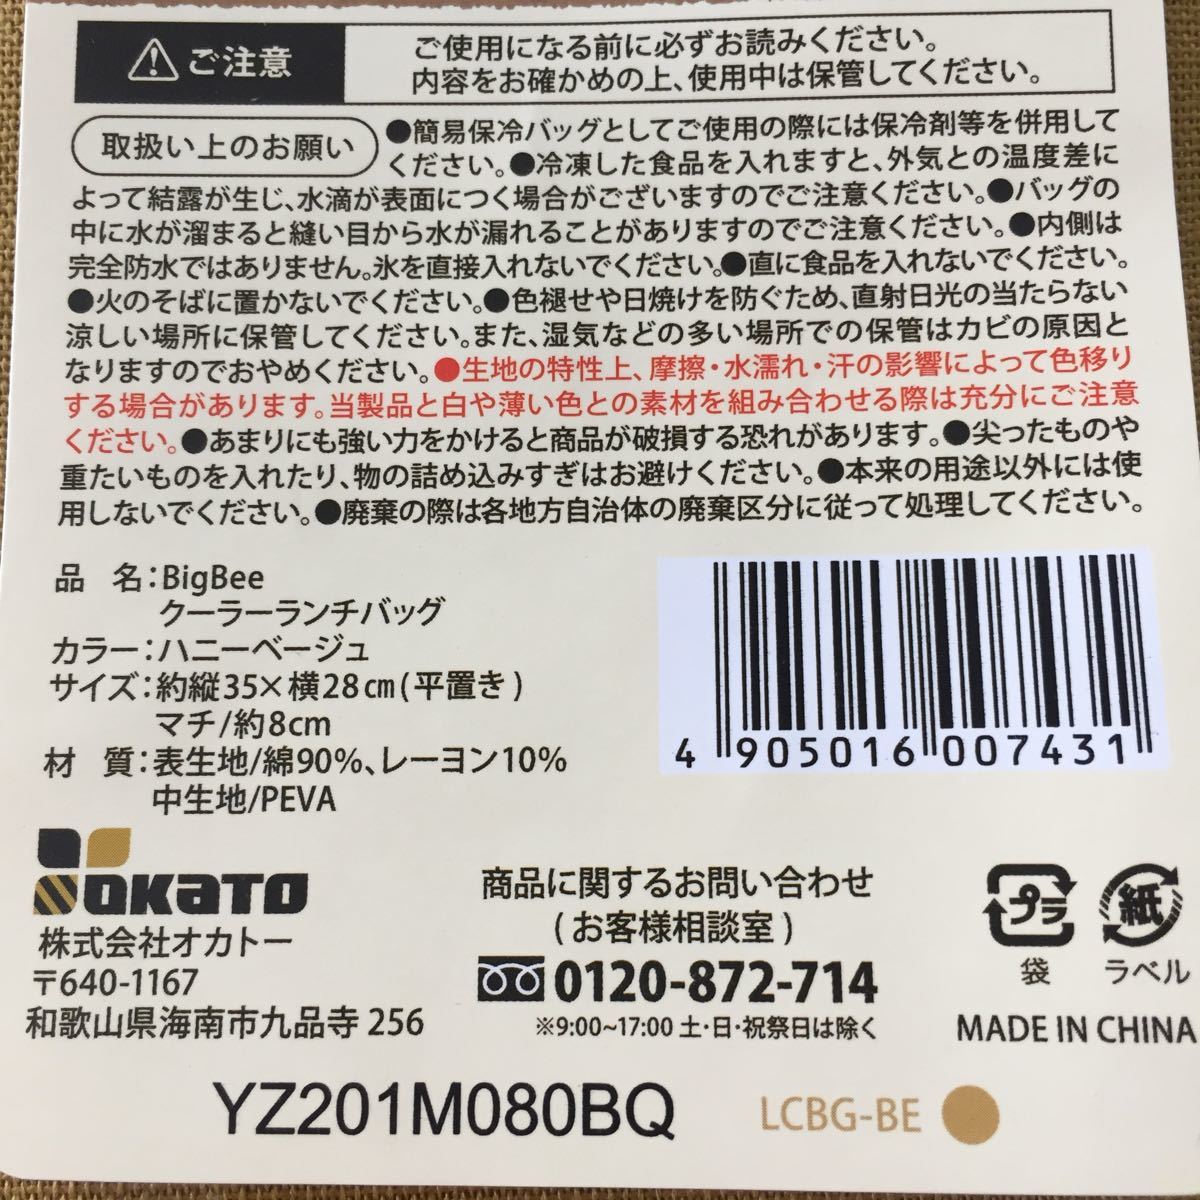 ご注意
ご使用になる前に必ずお読みください。
内容をお確かめの上、使用中は保管してください。
取扱い上のお願い
●簡易保冷バッグとしてご使用の際には保冷剤等を併用して
ください。●冷凍した食品を入れますと、外気との温度差に
よって結露が生じ、水滴が表面につく場合がございますのでご注意ください。●バッグの
中に水が溜まると縫い目から水が漏れることがありますのでご注意ください。●内側は
完全防水ではありません。氷を直接入れないでください。●直に食品を入れないでください。
●火のそばに置かないでください。●色褪せや日焼けを防ぐため、直射日光の当たらない
涼しい場所に保管してください。また、湿気などの多い場所での保管はカビの原因と
なりますのでおやめください。●生地の特性上、摩擦・水濡れ・汗の影響によって色移り
する場合があります。当製品と白や薄い色との素材を組み合わせる際は充分にご注意
ください。●あまりにも強い力をかけると商品が破損する恐れがあります。●尖ったものや
重たいものを入れたり、物の詰め込みすぎはお避けください。●本来の用途以外には使
用しないでください。●廃棄の際は各地方自治体の廃棄区分に従って処理してください。
品 名：BigBee
クーラーランチバッグ
カラー：ハニーベージュ
サイズ：約縦35×横28㎝(平置き)
マチ/約8cm
材 質：表生地/綿90%、レーヨン10%
中生地/PEVA
4 905016 007431
OKATO
株式会社オカトー
〒640-1167
和歌山県海南市九品寺 256
商品に関するお問い合わせ
(お客様相談室)
0120-872-714
※9:00~17:00 土・日・祝祭日は除く
プラ
袋
紙
ラベル
MADE IN CHINA
YZ201M080BQ
LCBG-BE